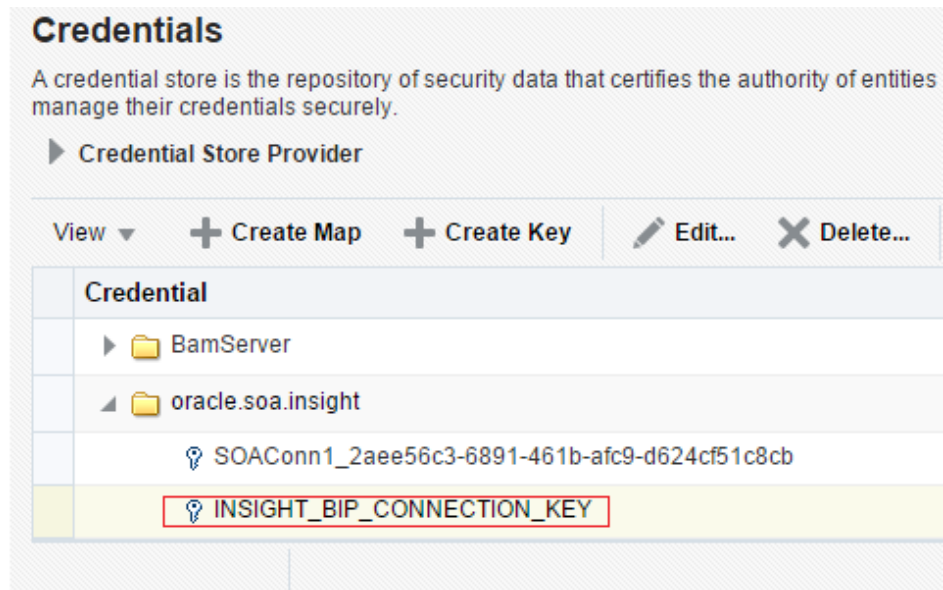 Credentials
A credential store is the repository of security data that certifies the authority of entities
manage their credentials securely.
Credential Store Provider
View Create Map Create Key Edit... Delete...
Credential
BamServer
oracle.soa.insight
SOAConn1_2aee56c3-6891-461b-afc9-d624cf51c8cb
INSIGHT_BIP_CONNECTION_KEY